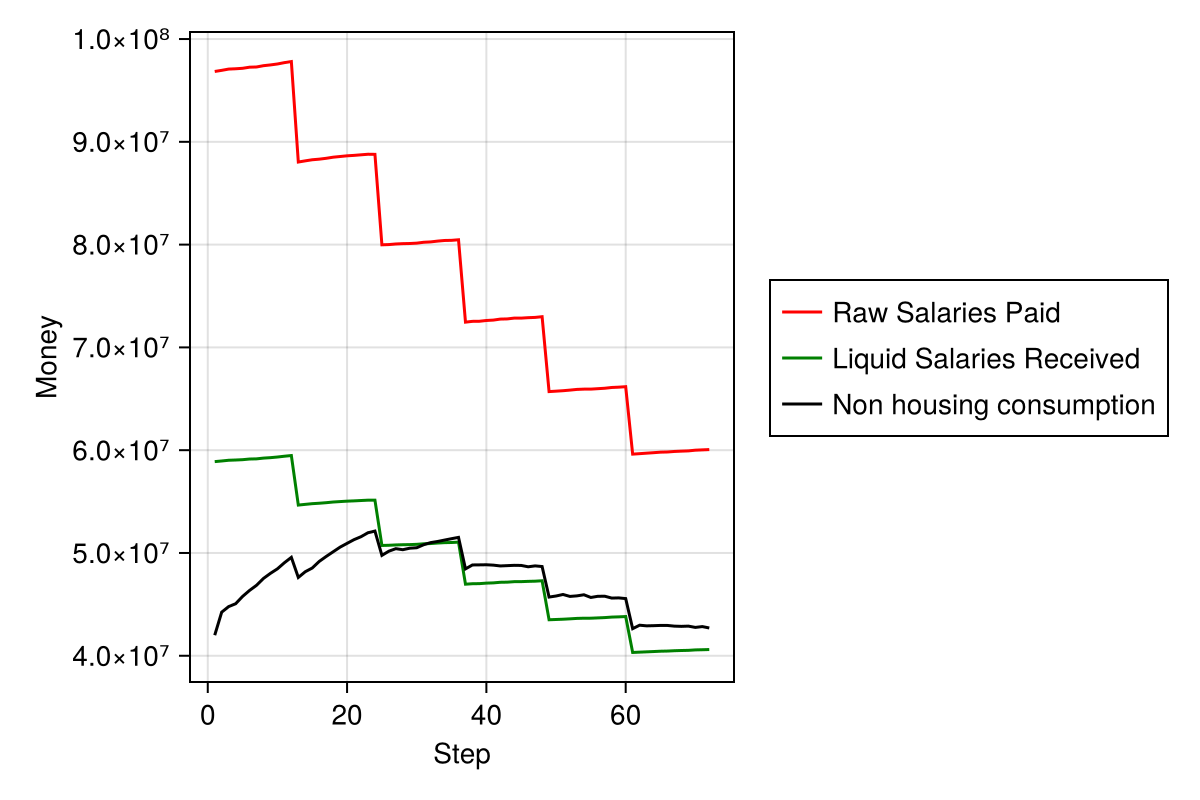 1.0×10⁸
9.0×10⁷
8.0×10⁷
7.0×10⁷
6.0×10⁷
5.0×10⁷
4.0×10⁷
Money
0 20 40 60
Step
Raw Salaries Paid
Liquid Salaries Received
Non housing consumption